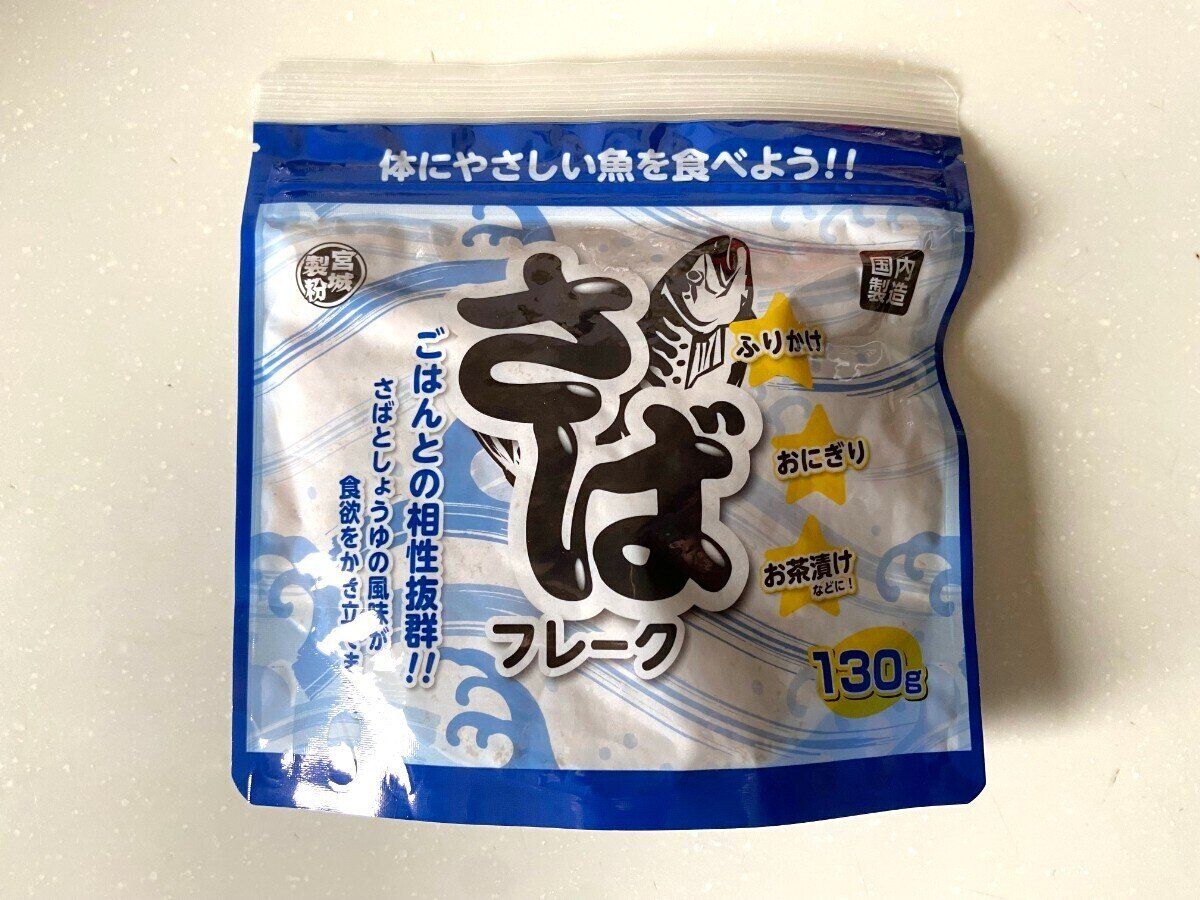 体にやさしい魚を食べよう!!
宮城
製粉
国内
製造
さば
フレーク
ごはんとの相性抜群!!
さばとしょうゆの風味が
食欲をかき立
ふりかけ
おにぎり
お茶漬け
などに!
130g